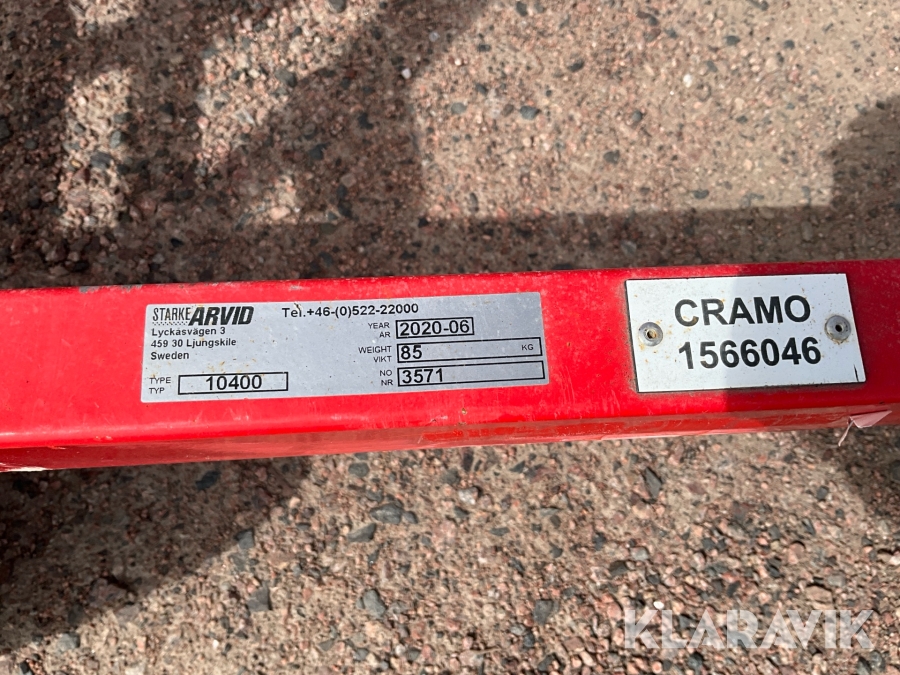 STARKE ARVID
Lyckåsvägen 3
459 30 Ljungskile
Sweden
TYPE
TYP
10400
Tel.+46-(0)522-22000
YEAR
ÅR
2020-06
WEIGHT
VIKT
85 KG
NO
NR
3571
CRAMO
1566046
KLARAVIK